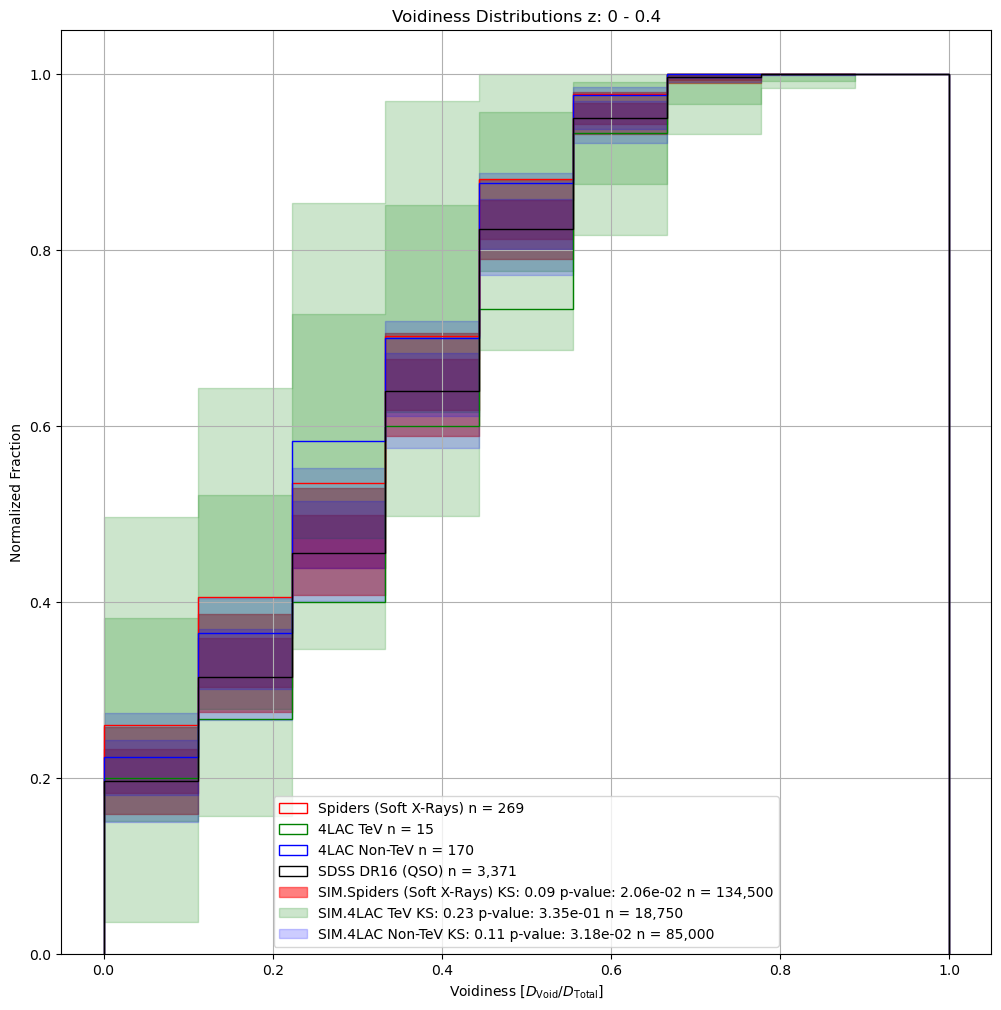 Voidiness Distributions z: 0 - 0.4
Normalized Fraction
1.0
0.8
0.6
0.4
0.2
0.0
Spiders (Soft X-Rays) n = 269
4LAC TeV n = 15
4LAC Non-TeV n = 170
SDSS DR16 (QSO) n = 3,371
SIM.Spiders (Soft X-Rays) KS: 0.09 p-value: 2.06e-02 n = 134,500
SIM.4LAC TeV KS: 0.23 p-value: 3.35e-01 n = 18,750
SIM.4LAC Non-TeV KS: 0.11 p-value: 3.18e-02 n = 85,000
0.0 0.2 0.4 0.6 0.8 1.0
Voidiness [D_Void/D_Total]